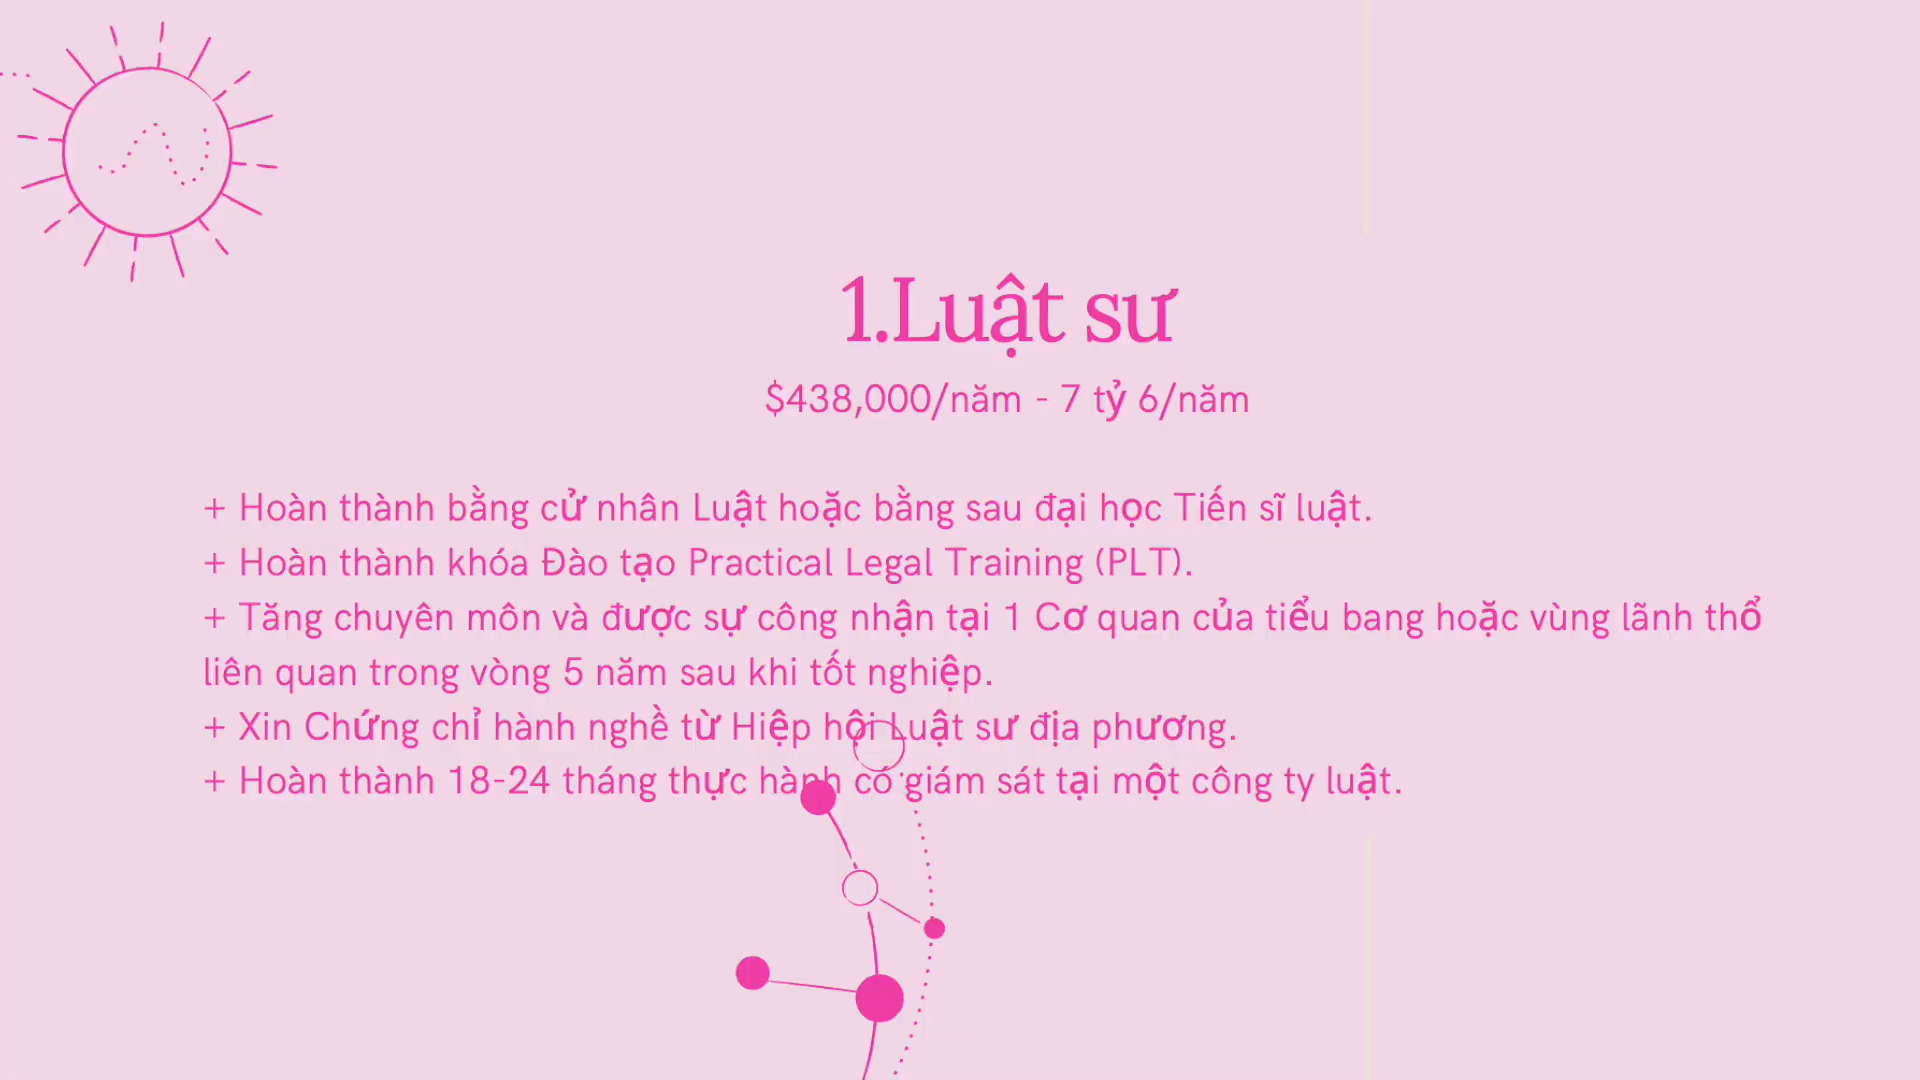 1.Luật sư
$438,000/năm - 7 tỷ 6/năm
+ Hoàn thành bằng cử nhân Luật hoặc bằng sau đại học Tiến sĩ luật.
+ Hoàn thành khóa Đào tạo Practical Legal Training (PLT).
+ Tăng chuyên môn và được sự công nhận tại 1 Cơ quan của tiểu bang hoặc vùng lãnh thổ
liên quan trong vòng 5 năm sau khi tốt nghiệp.
+ Xin Chứng chỉ hành nghề từ Hiệp hội Luật sư địa phương.
+ Hoàn thành 18-24 tháng thực hành có giám sát tại một công ty luật.